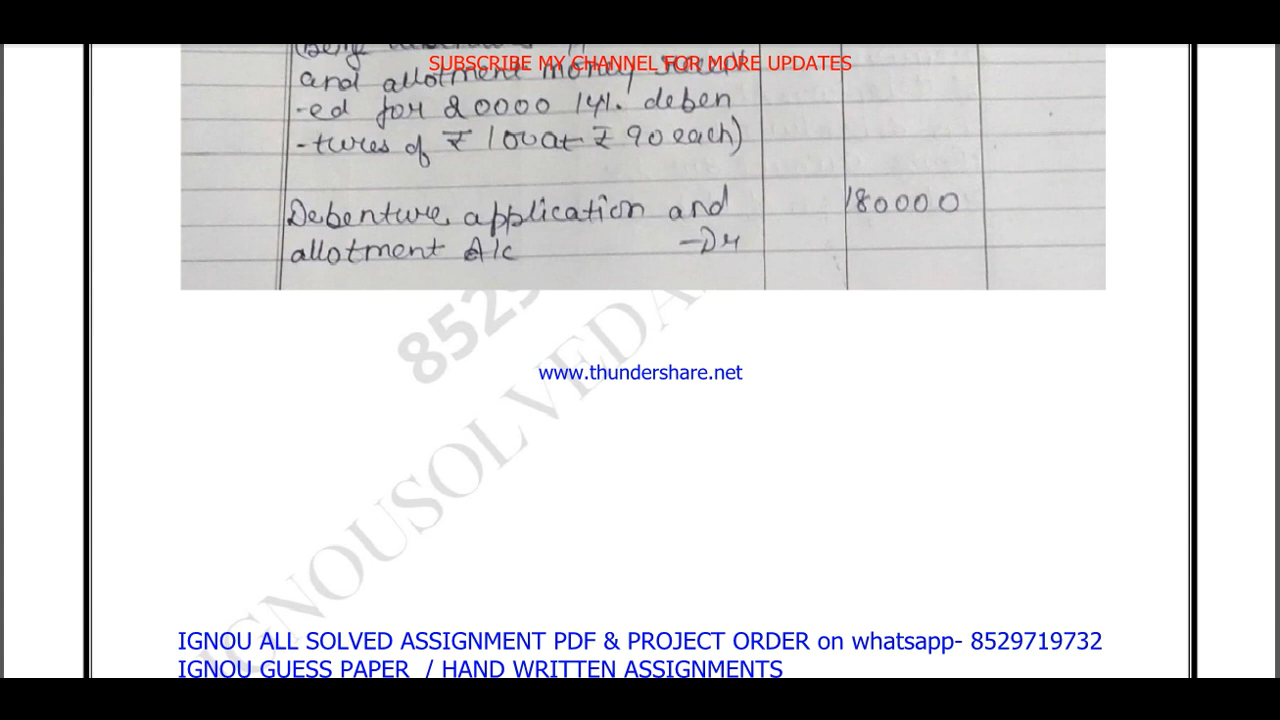 SUBSCRIBE MY CHANNEL FOR MORE UPDATES
and allotment money
-ed for 20000 14%. deben
-tures of ₹ 100 at ₹ 90 each)
Debenture application and 180000
allotment A/c -Dr
8529
IGNOUSOLVEDA
www.thundershare.net
IGNOU ALL SOLVED ASSIGNMENT PDF & PROJECT ORDER on whatsapp- 8529719732
IGNOU GUESS PAPER / HAND WRITTEN ASSIGNMENTS